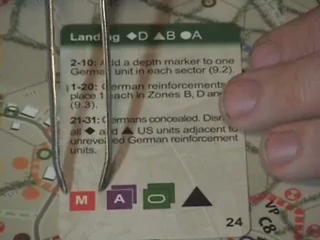 Landing ◆D ▲B ●A
2-10: Add a depth marker to one
German unit in each sector (9.2).
1-20: German reinforcements,
place 1 each in Zones B, D and
(9.3).
21-31: Germans concealed.
all ◆ and ▲ US units adjacent to
unrevealed German reinforcement
units.
M A O
24
VP C8